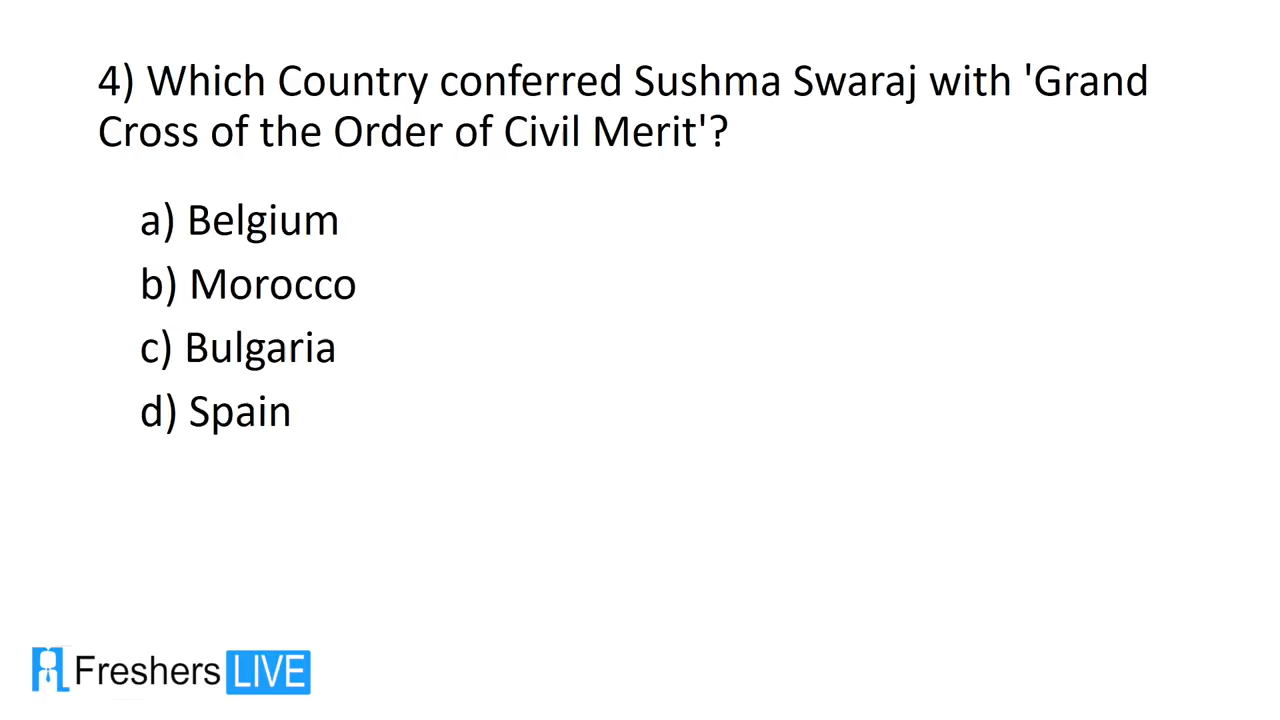 4) Which Country conferred Sushma Swaraj with 'Grand
Cross of the Order of Civil Merit'?
a) Belgium
b) Morocco
c) Bulgaria
d) Spain
Freshers LIVE